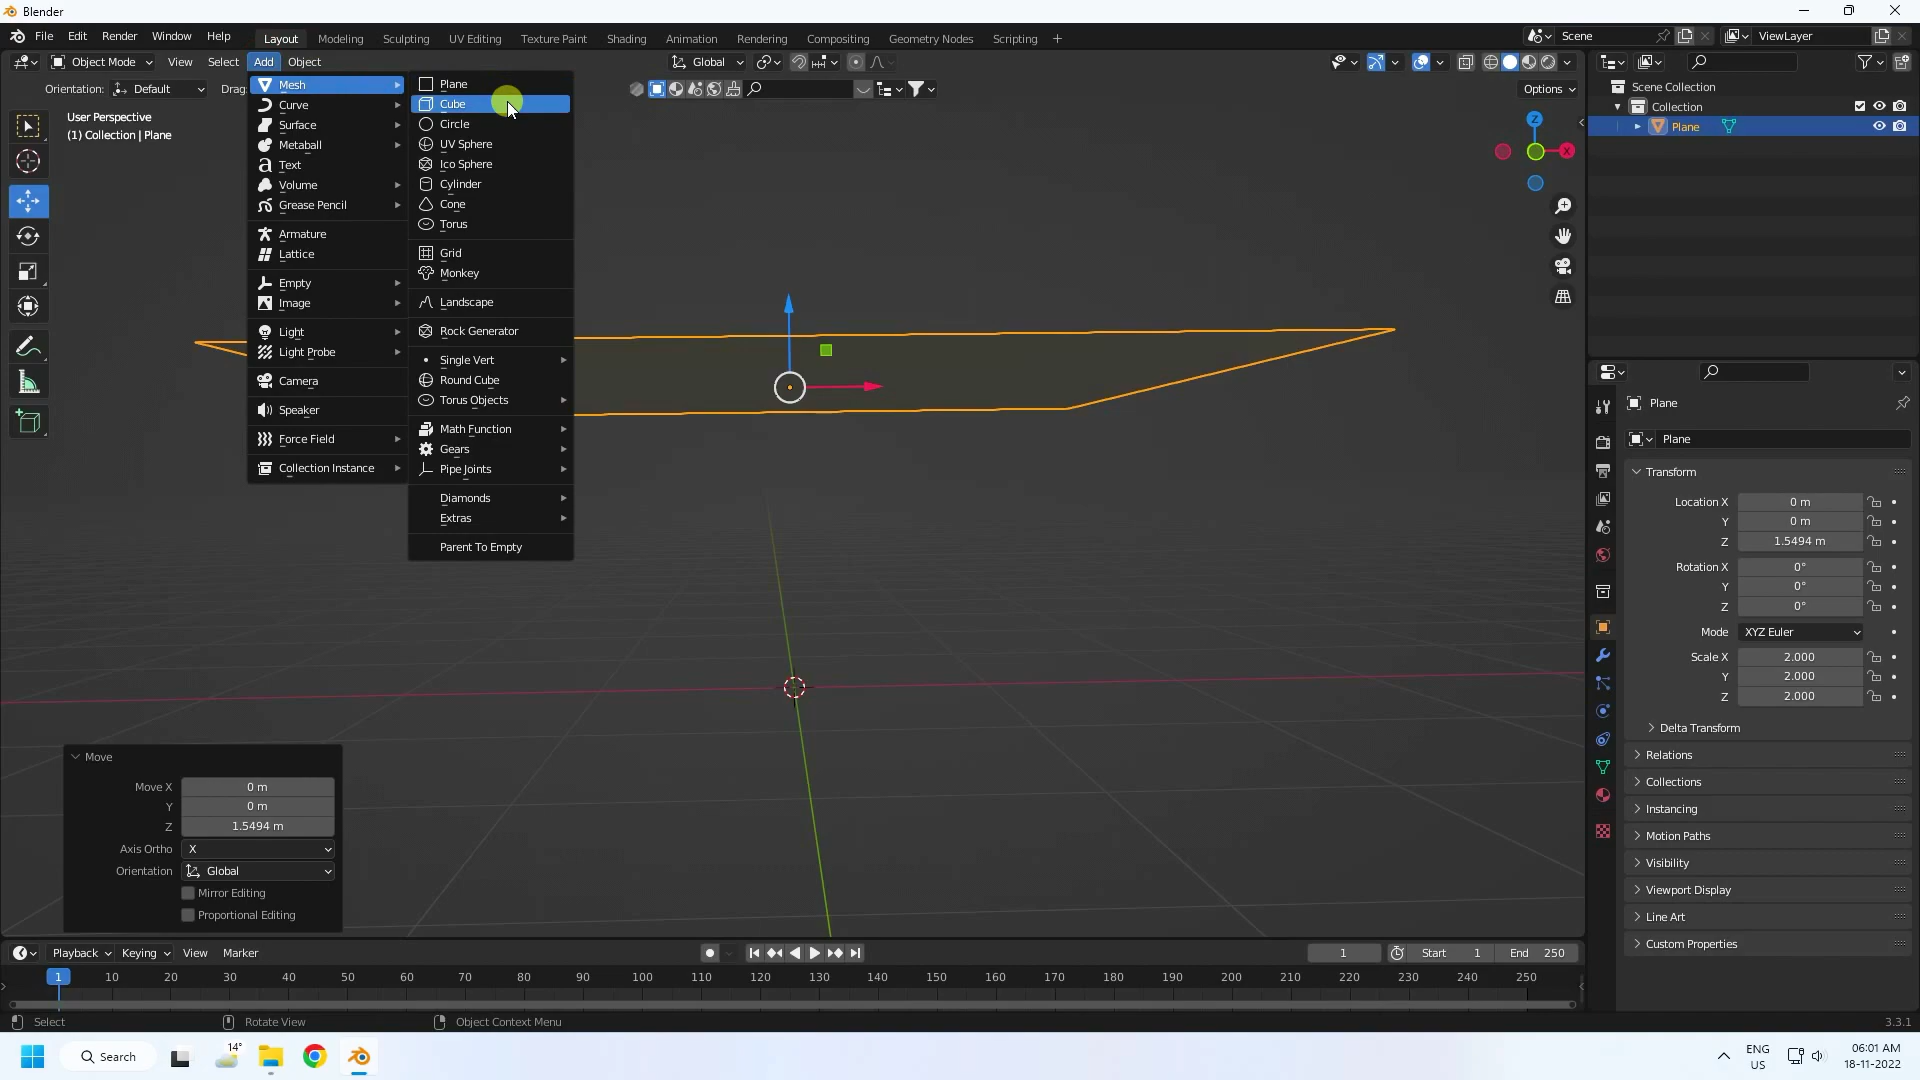 Blender
File Edit Render Window Help Layout Modeling Sculpting UV Editing Texture Paint Shading Animation Rendering Compositing Geometry Nodes Scripting + Scene ViewLayer
Object Mode View Select Add Object Global
Orientation: Default Drag: Options
User Perspective
(1) Collection | Plane
Mesh
Curve
Surface
Metaball
Text
Volume
Grease Pencil
Armature
Lattice
Empty
Image
Light
Light Probe
Camera
Speaker
Force Field
Collection Instance
Plane
Cube
Circle
UV Sphere
Ico Sphere
Cylinder
Cone
Torus
Grid
Monkey
Landscape
Rock Generator
Single Vert
Round Cube
Torus Objects
Math Function
Gears
Pipe Joints
Diamonds
Extras
Parent To Empty
Z
X
Scene Collection
Collection
Plane
Plane
Plane
Transform
Location X 0 m
Y 0 m
Z 1.5494 m
Rotation X 0°
Y 0°
Z 0°
Mode XYZ Euler
Scale X 2.000
Y 2.000
Z 2.000
Delta Transform
Relations
Collections
Instancing
Motion Paths
Visibility
Viewport Display
Line Art
Custom Properties
Move
Move X 0 m
Y 0 m
Z 1.5494 m
Axis Ortho X
Orientation Global
Mirror Editing
Proportional Editing
Playback Keying View Marker 1 Start 1 End 250
1 10 20 30 40 50 60 70 80 90 100 110 120 130 140 150 160 170 180 190 200 210 220 230 240 250
Select Rotate View Object Context Menu 3.3.1
14°
Search
ENG
US
06:01 AM
18-11-2022